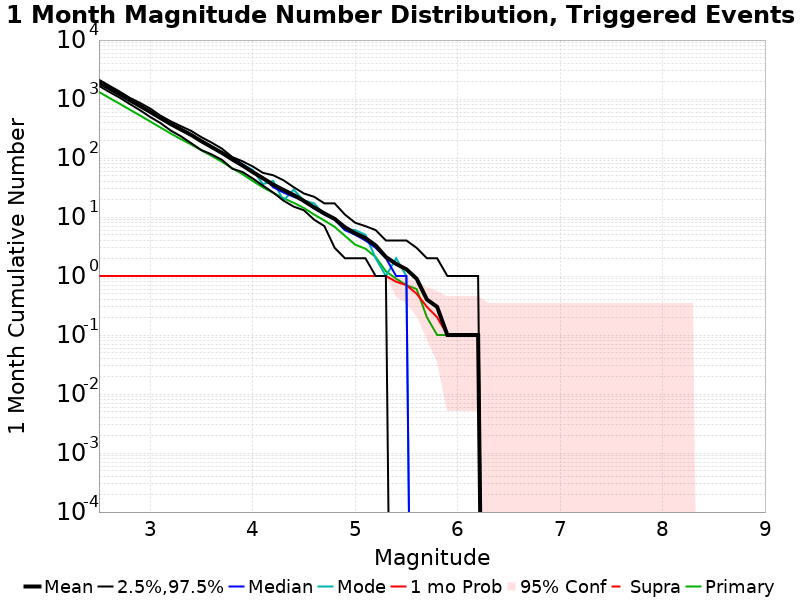 1 Month Magnitude Number Distribution, Triggered Events
1 Month Cumulative Number
10^4
10^3
10^2
10^1
10^0
10^-1
10^-2
10^-3
10^-4
3 4 5 6 7 8 9
Magnitude
Mean 2.5%,97.5% Median Mode 1 mo Prob 95% Conf Supra Primary